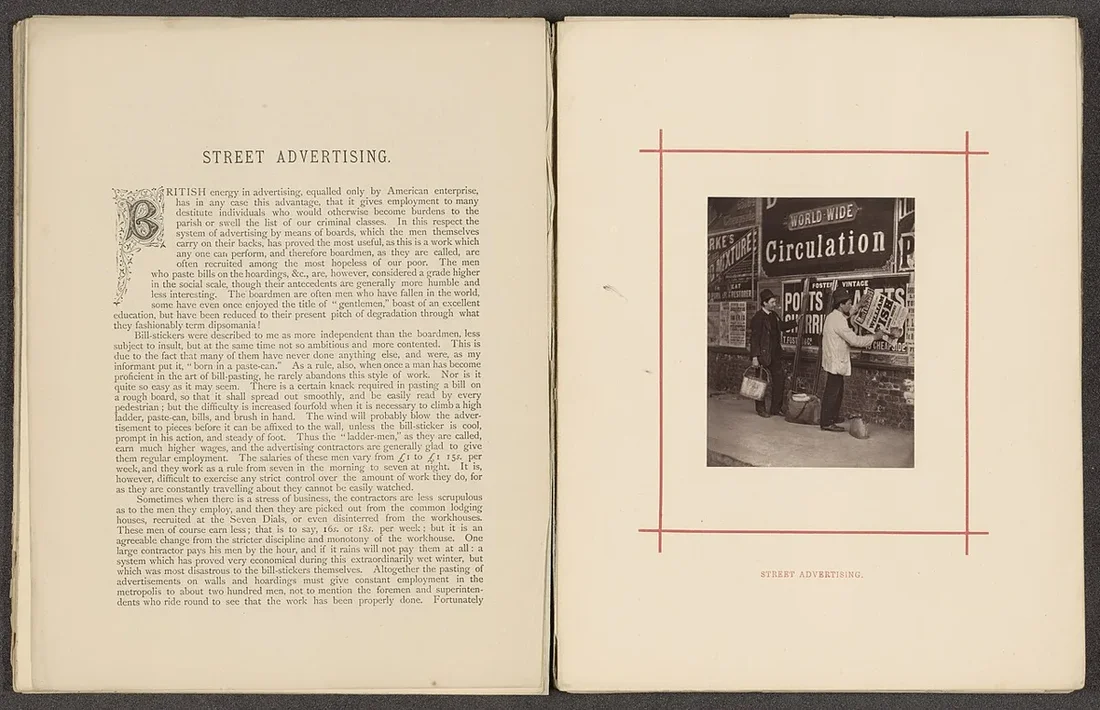 STREET ADVERTISING.
BRITISH energy in advertising, equalled only by American enterprise,
has in any case this advantage, that it gives employment to many
destitute individuals who would otherwise become burdens to the
parish or swell the list of our criminal classes. In this respect the
system of advertising by means of boards, which the men themselves
carry on their backs, has proved the most useful, as this is a work which
any one can perform, and therefore boardmen, as they are called, are
often recruited among the most hopeless of our poor. The men
who paste bills on the hoardings, &c., are, however, considered a grade higher
in the social scale, though their antecedents are generally more humble and
less interesting. The boardmen are often men who have fallen in the world,
some have even once enjoyed the title of "gentlemen," boast of an excellent
education, but have been reduced to their present pitch of degradation through what
they fashionably term dipsomania!
Bill-stickers were described to me as more independent than the boardmen, less
subject to insult, but at the same time not so ambitious and more contented. This is
due to the fact that many of them have never done anything else, and were, as my
informant put it, "born in a paste-can." As a rule, also, when once a man has become
proficient in the art of bill-pasting, he rarely abandons this style of work. Nor is it
quite so easy as it may seem. There is a certain knack required in pasting a bill on
a rough board, so that it shall spread out smoothly, and be easily read by every
pedestrian; but the difficulty is increased fourfold when it is necessary to climb a high
ladder, paste-can, bills, and brush in hand. The wind will probably blow the adver-
tisement to pieces before it can be affixed to the wall, unless the bill-sticker is cool,
prompt in his action, and steady of foot. Thus the "ladder-men," as they are called,
earn much higher wages, and the advertising contractors are generally glad to give
them regular employment. The salaries of these men vary from £1 to £1 15s. per
week, and they work as a rule from seven in the morning to seven at night. It is,
however, difficult to exercise any strict control over the amount of work they do, for
as they are constantly travelling about they cannot be easily watched.
Sometimes when there is a stress of business, the contractors are less scrupulous
as to the men they employ, and then they are picked out from the common lodging
houses, recruited at the Seven Dials, or even disinterred from the workhouses.
These men of course earn less; that is to say, 16s. or 18s. per week; but it is an
agreeable change from the stricter discipline and monotony of the workhouse. One
large contractor pays his men by the hour, and if it rains will not pay them at all: a
system which has proved very economical during this extraordinarily wet winter, but
which was most disastrous to the bill-stickers themselves. Altogether the pasting of
advertisements on walls and hoardings must give constant employment in the
metropolis to about two hundred men, not to mention the foremen and superinten-
dents who ride round to see that the work has been properly done. Fortunately
WORLD-WIDE
Circulation
RKE'S
MIXTURE
FOSTER VINTAGE
CHEAPSIDE
STREET ADVERTISING.